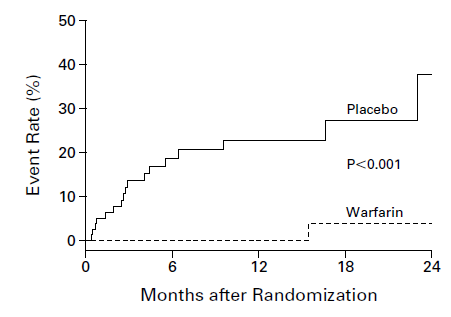 50
40
30
20
10
0
Event Rate (%)
Placebo
P<0.001
Warfarin
0 6 12 18 24
Months after Randomization